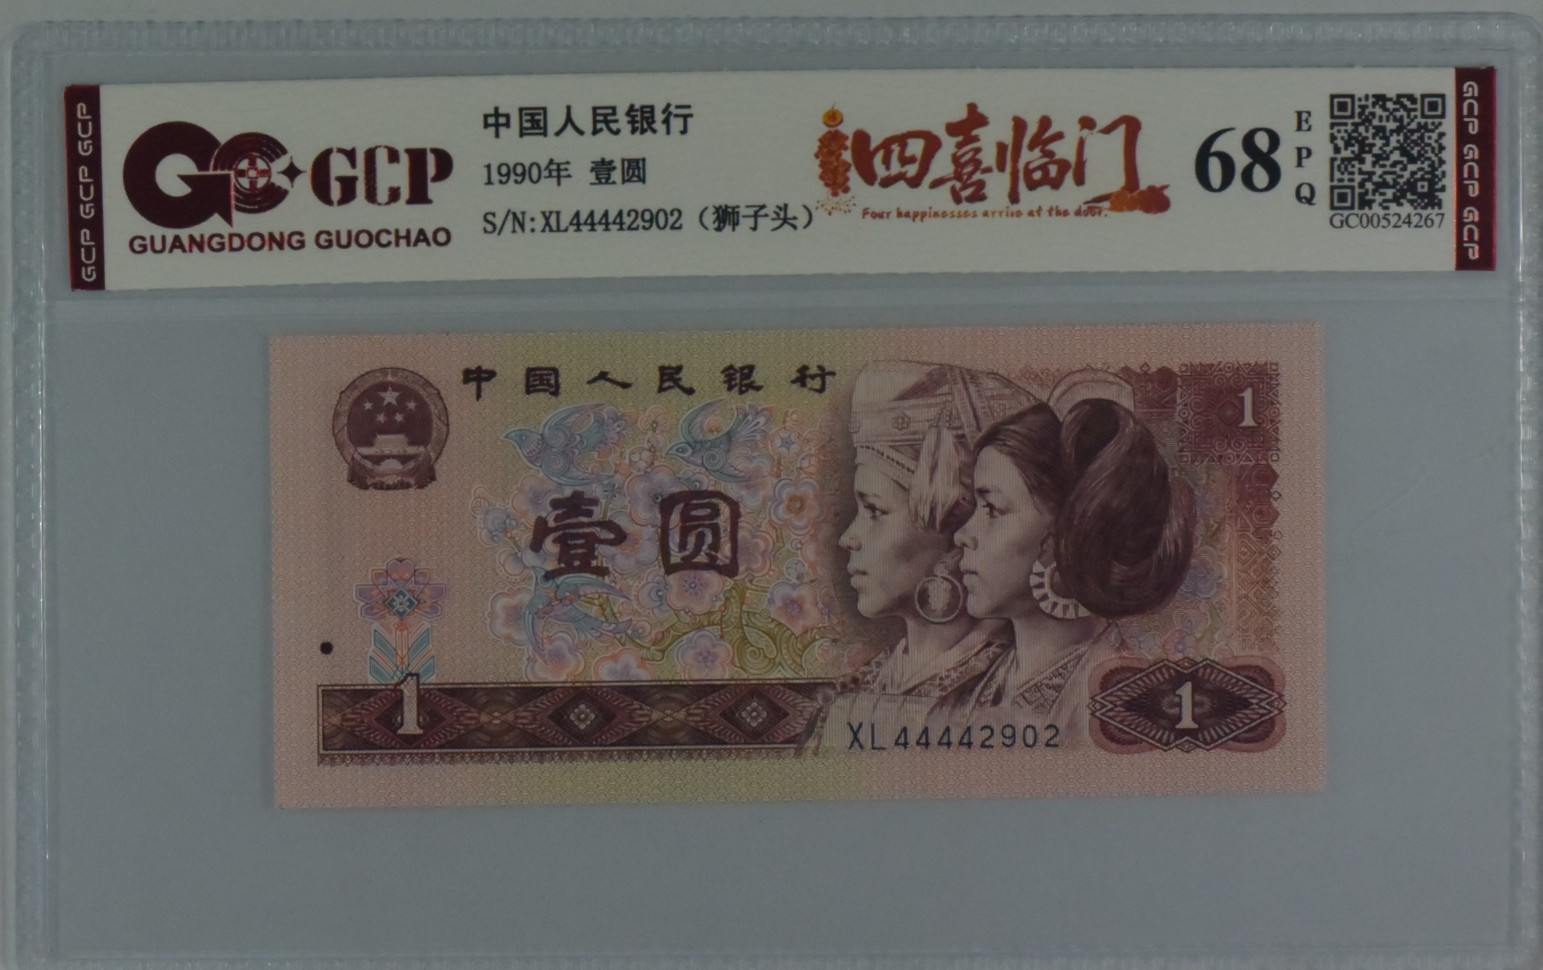 GCP GCP GCP
GCP
GUANGDONG GUOCHAO
中国人民银行
1990年 壹圆
S/N:XL44442902（狮子头）
四喜临门
Four happinesses arrive at the door.
68
EPQ
GC00524267
GCP GCP GCP
中国人民银行
1
壹圆
1
XL44442902
1